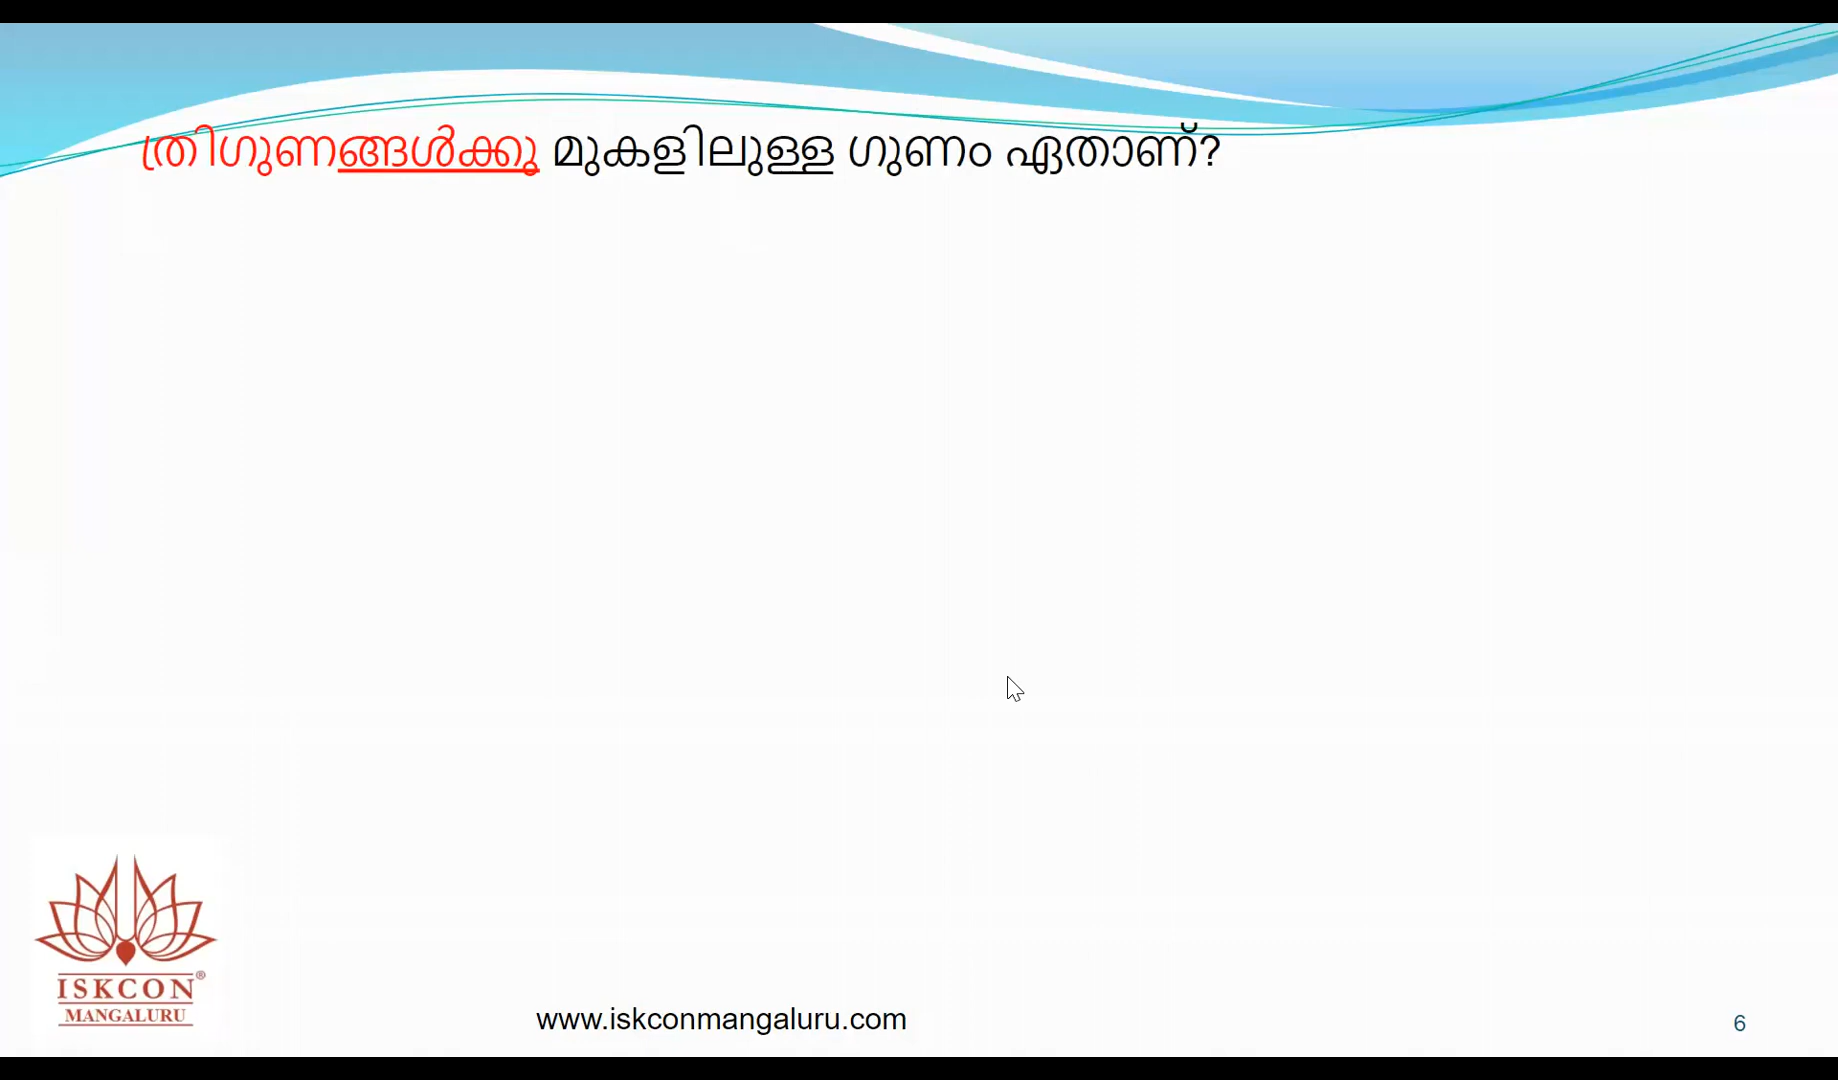 ത്രിഗുണങ്ങൾക്കു മുകളിലുള്ള ഗുണം ഏതാണ്?
ISKCON®
MANGALURU
www.iskconmangaluru.com
6